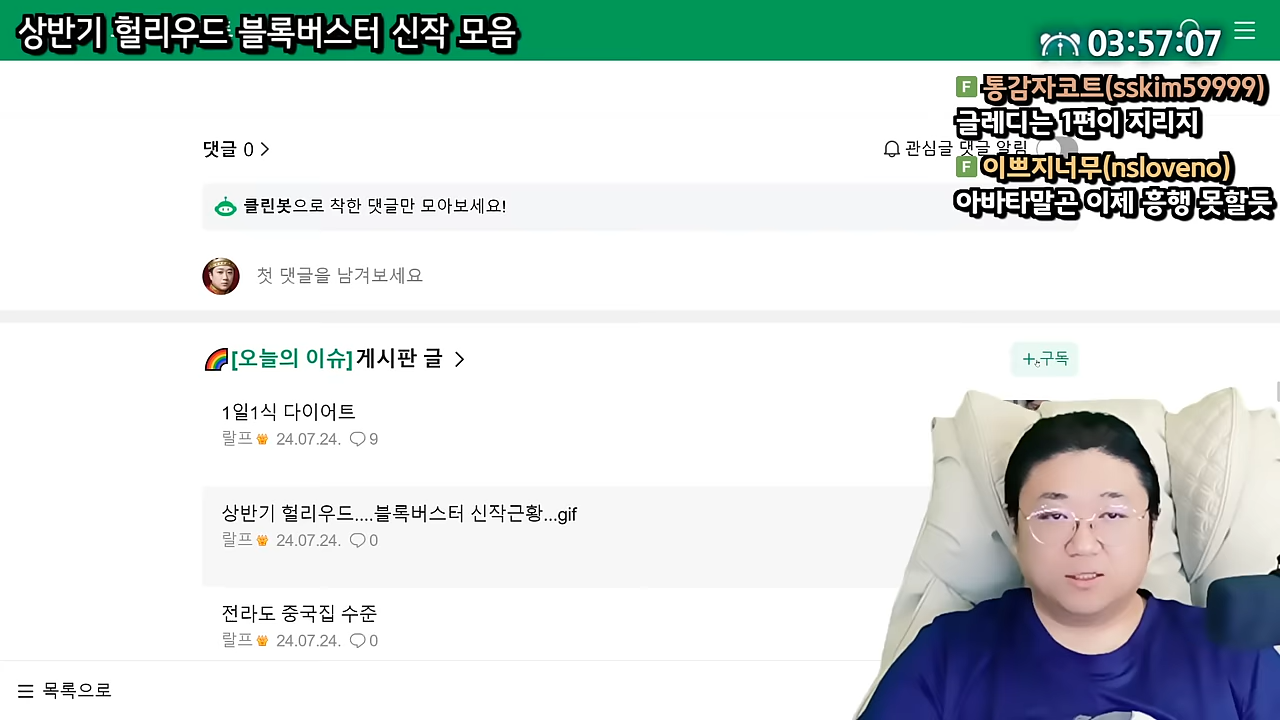 상반기 헐리우드 블록버스터 신작 모음
03:57:07
F 통감자코트(sskim59999)
글레디는 1편이 지리지
F 이쁘지너무(nsloveno)
아바타말곤 이제 흥행 못할듯
댓글 0
관심글 댓글 알림
클린봇으로 착한 댓글만 모아보세요!
첫 댓글을 남겨보세요
[오늘의 이슈]게시판 글
+구독
1일1식 다이어트
랄프 24.07.24. 9
상반기 헐리우드....블록버스터 신작근황...gif
랄프 24.07.24. 0
전라도 중국집 수준
랄프 24.07.24. 0
목록으로